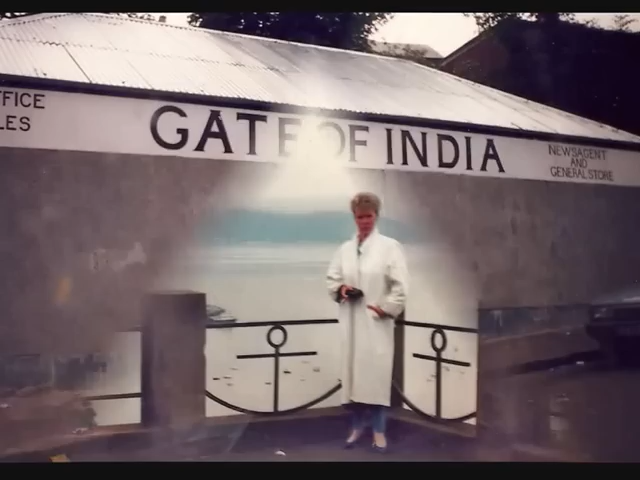 FFICE
LES
GATE OF INDIA
NEWSAGENT
AND
GENERAL STORE